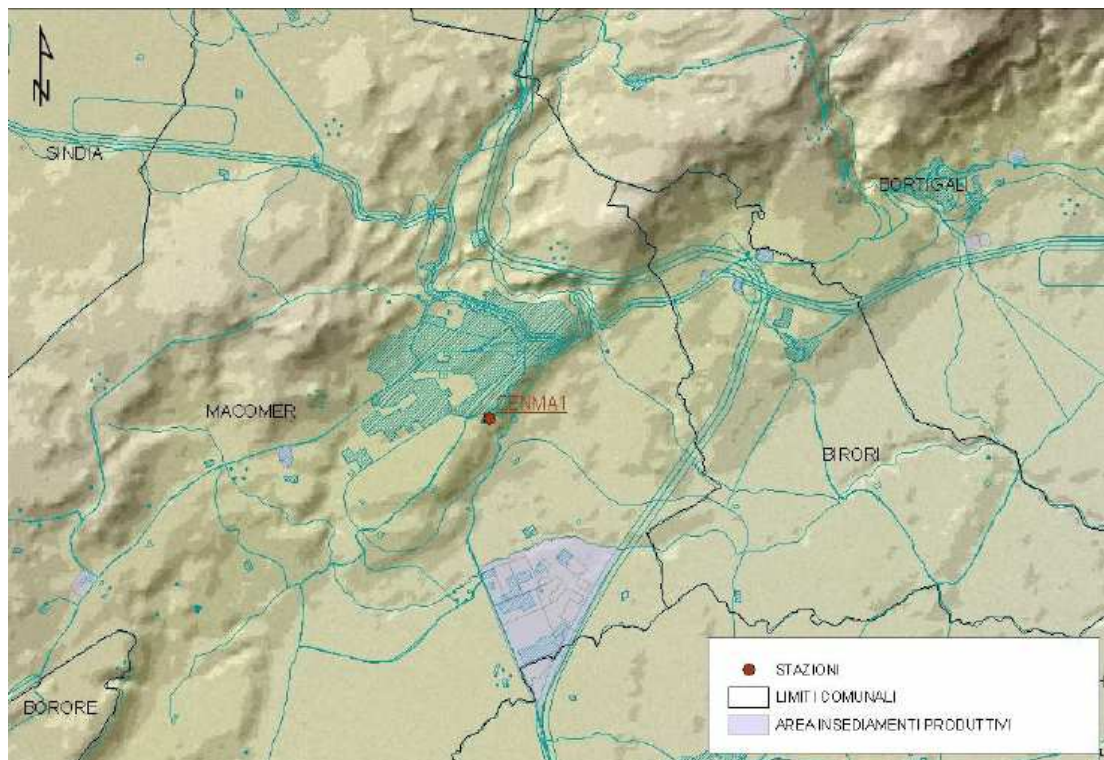 N
SINDIA
BORTIGALI
MACOMER
CENMA1
BIRORI
BORORE
STAZIONI
LIMITI COMUNALI
AREA INSEDIAMENTI PRODUTTIVI